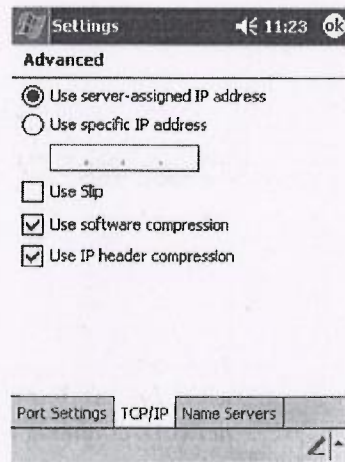 Settings 11:23 ok
Advanced
Use server-assigned IP address
Use specific IP address
. . .
Use Slip
Use software compression
Use IP header compression
Port Settings TCP/IP Name Servers